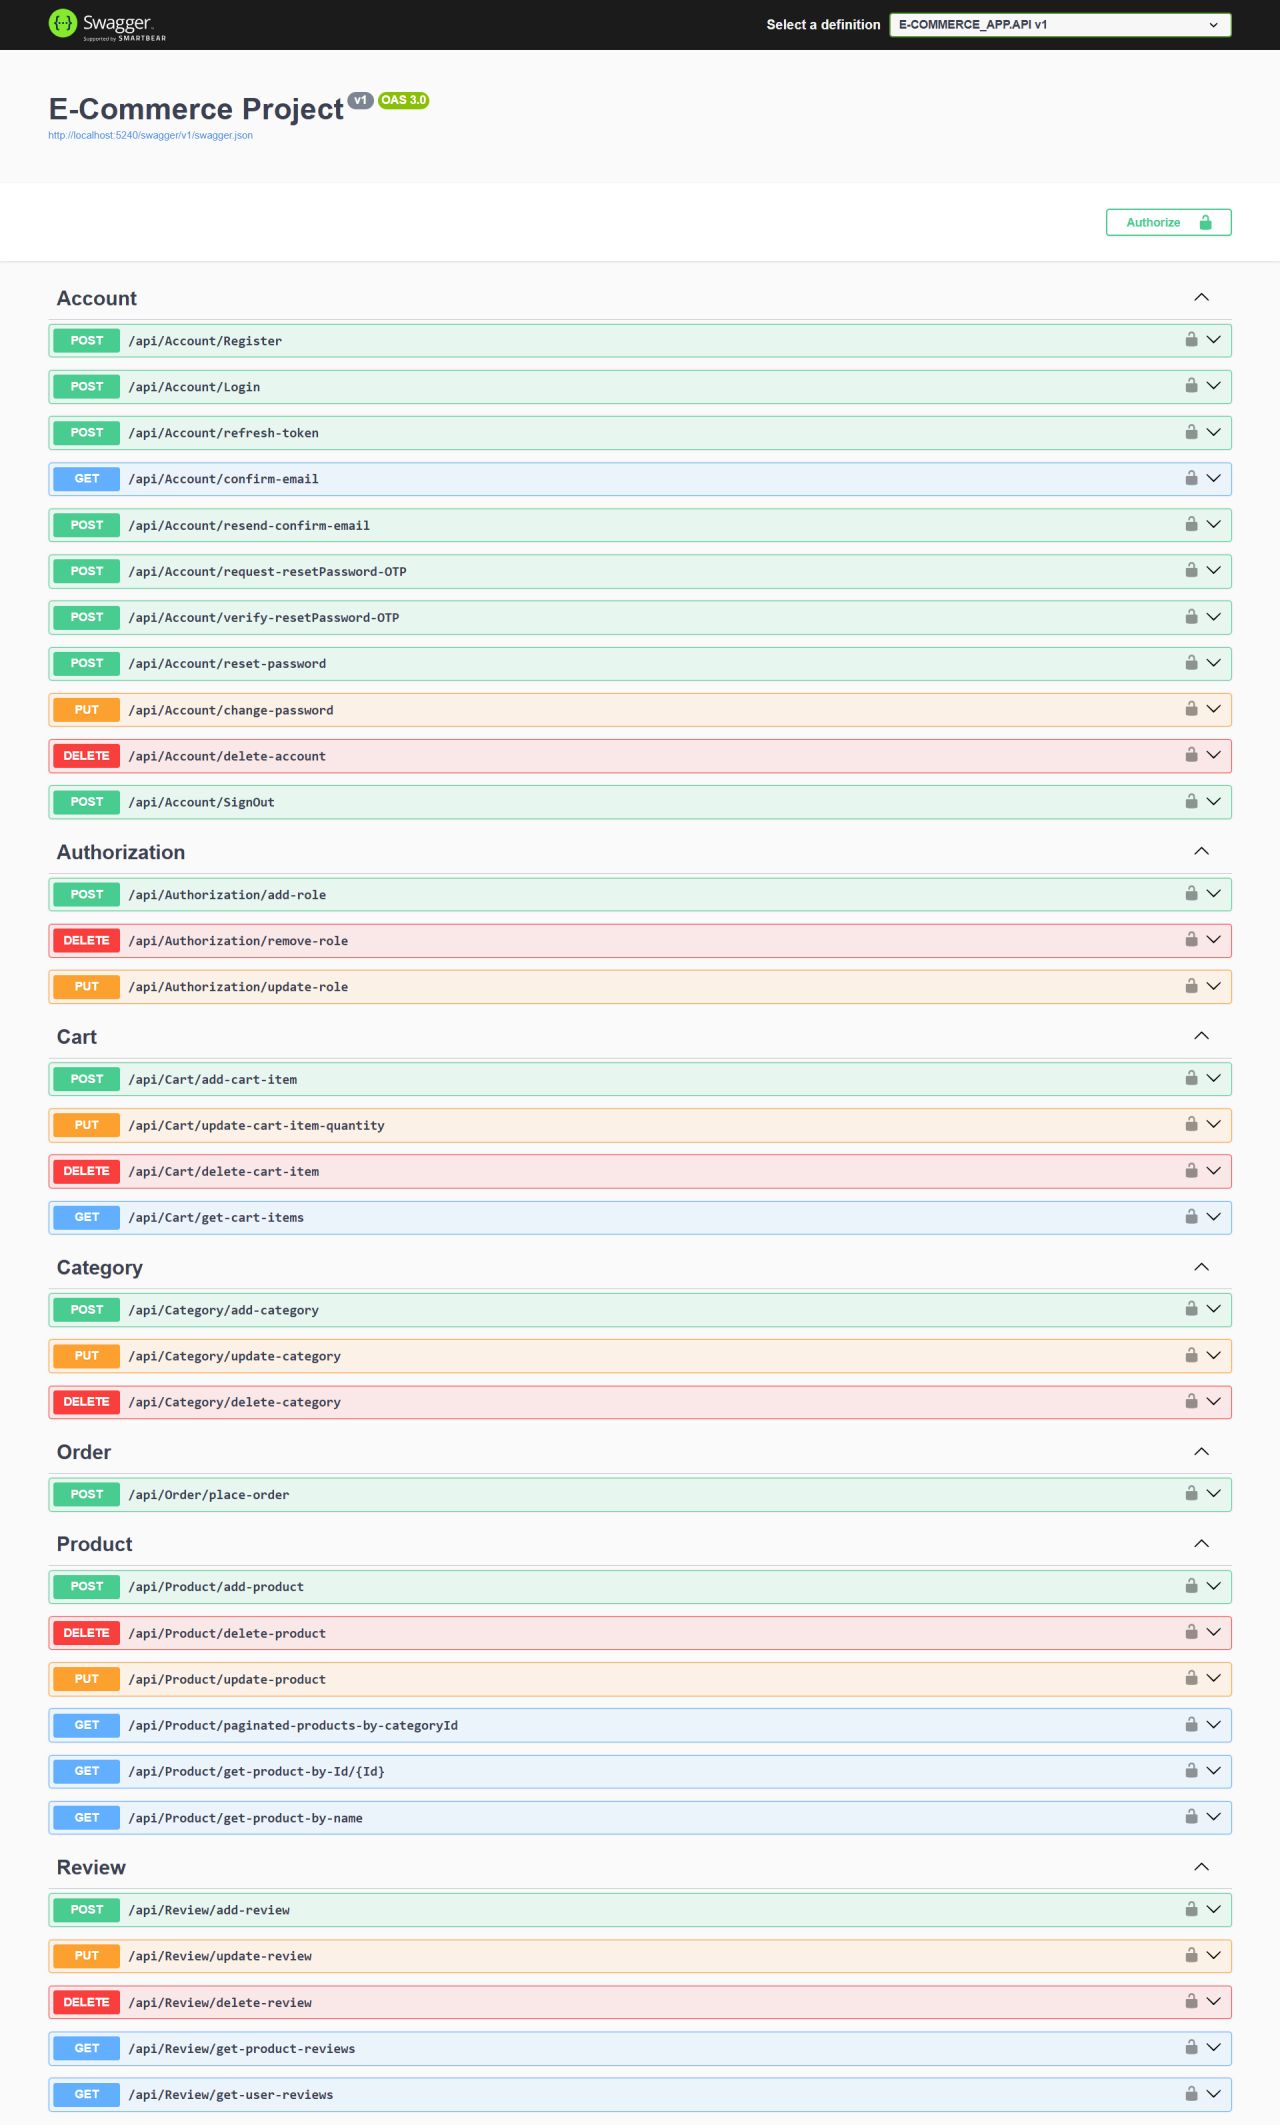 Swagger.
Supported by SMARTBEAR
Select a definition
E-COMMERCE_APP.API v1
E-Commerce Project v1 OAS 3.0
http://localhost:5240/swagger/v1/swagger.json
Authorize
Account
POST /api/Account/Register
POST /api/Account/Login
POST /api/Account/refresh-token
GET /api/Account/confirm-email
POST /api/Account/resend-confirm-email
POST /api/Account/request-resetPassword-OTP
POST /api/Account/verify-resetPassword-OTP
POST /api/Account/reset-password
PUT /api/Account/change-password
DELETE /api/Account/delete-account
POST /api/Account/SignOut
Authorization
POST /api/Authorization/add-role
DELETE /api/Authorization/remove-role
PUT /api/Authorization/update-role
Cart
POST /api/Cart/add-cart-item
PUT /api/Cart/update-cart-item-quantity
DELETE /api/Cart/delete-cart-item
GET /api/Cart/get-cart-items
Category
POST /api/Category/add-category
PUT /api/Category/update-category
DELETE /api/Category/delete-category
Order
POST /api/Order/place-order
Product
POST /api/Product/add-product
DELETE /api/Product/delete-product
PUT /api/Product/update-product
GET /api/Product/paginated-products-by-categoryId
GET /api/Product/get-product-by-Id/{Id}
GET /api/Product/get-product-by-name
Review
POST /api/Review/add-review
PUT /api/Review/update-review
DELETE /api/Review/delete-review
GET /api/Review/get-product-reviews
GET /api/Review/get-user-reviews